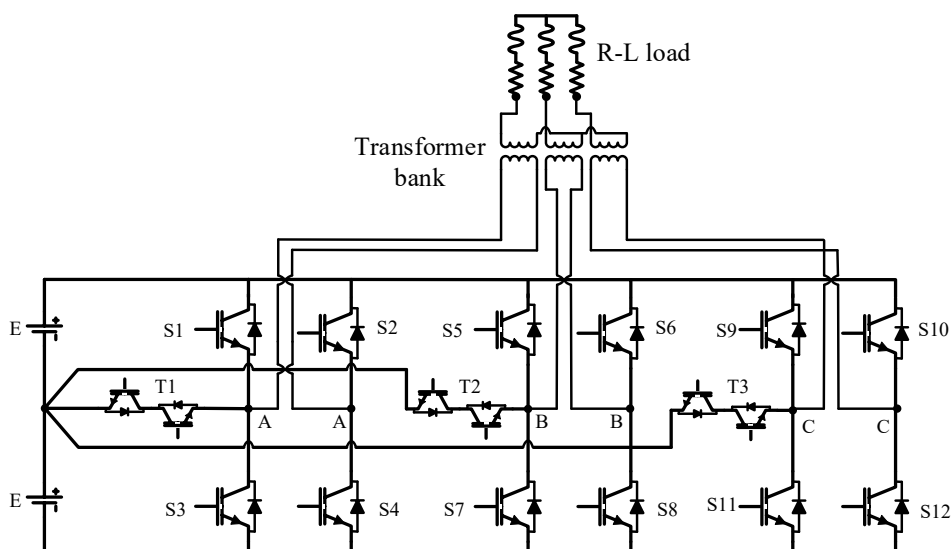 R-L load
Transformer
bank
E
S1
S2
S5
S6
S9
S10
T1
T2
T3
A
A
B
B
C
C
E
S3
S4
S7
S8
S11
S12